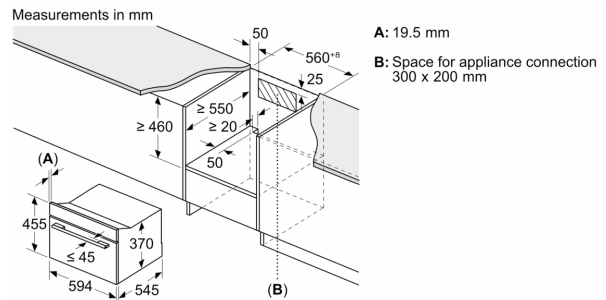 Measurements in mm
50
560+8
A: 19.5 mm
B: Space for appliance connection
300 x 200 mm
25
≥ 550
≥ 460
≥ 20
50
(A)
455
370
≤ 45
594
545
(B)